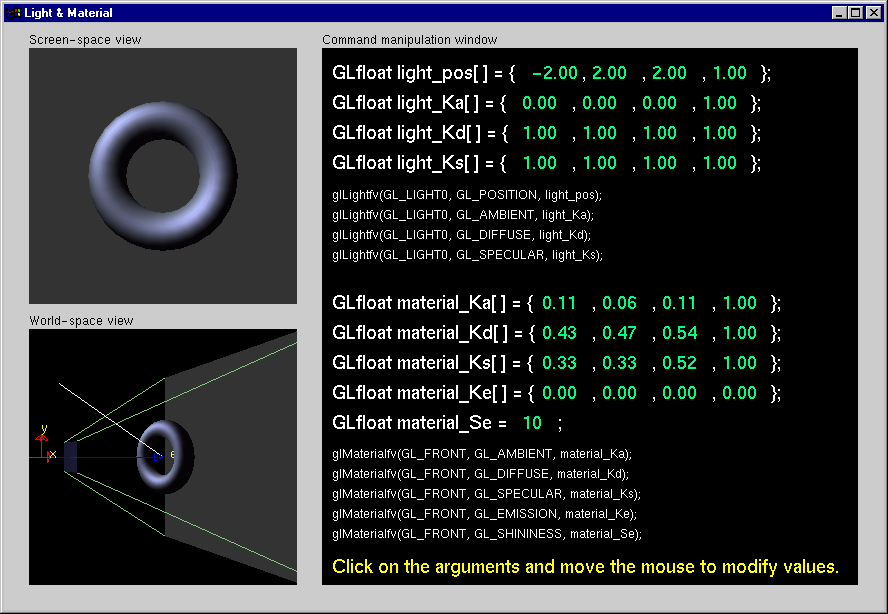 Light & Material
Screen-space view
Command manipulation window
GLfloat light_pos[ ] = { -2.00 , 2.00 , 2.00 , 1.00 };
GLfloat light_Ka[ ] = { 0.00 , 0.00 , 0.00 , 1.00 };
GLfloat light_Kd[ ] = { 1.00 , 1.00 , 1.00 , 1.00 };
GLfloat light_Ks[ ] = { 1.00 , 1.00 , 1.00 , 1.00 };
glLightfv(GL_LIGHT0, GL_POSITION, light_pos);
glLightfv(GL_LIGHT0, GL_AMBIENT, light_Ka);
glLightfv(GL_LIGHT0, GL_DIFFUSE, light_Kd);
glLightfv(GL_LIGHT0, GL_SPECULAR, light_Ks);
GLfloat material_Ka[ ] = { 0.11 , 0.06 , 0.11 , 1.00 };
GLfloat material_Kd[ ] = { 0.43 , 0.47 , 0.54 , 1.00 };
GLfloat material_Ks[ ] = { 0.33 , 0.33 , 0.52 , 1.00 };
GLfloat material_Ke[ ] = { 0.00 , 0.00 , 0.00 , 0.00 };
GLfloat material_Se = 10 ;
glMaterialfv(GL_FRONT, GL_AMBIENT, material_Ka);
glMaterialfv(GL_FRONT, GL_DIFFUSE, material_Kd);
glMaterialfv(GL_FRONT, GL_SPECULAR, material_Ks);
glMaterialfv(GL_FRONT, GL_EMISSION, material_Ke);
glMaterialfv(GL_FRONT, GL_SHININESS, material_Se);
Click on the arguments and move the mouse to modify values.
World-space view
y
x
e